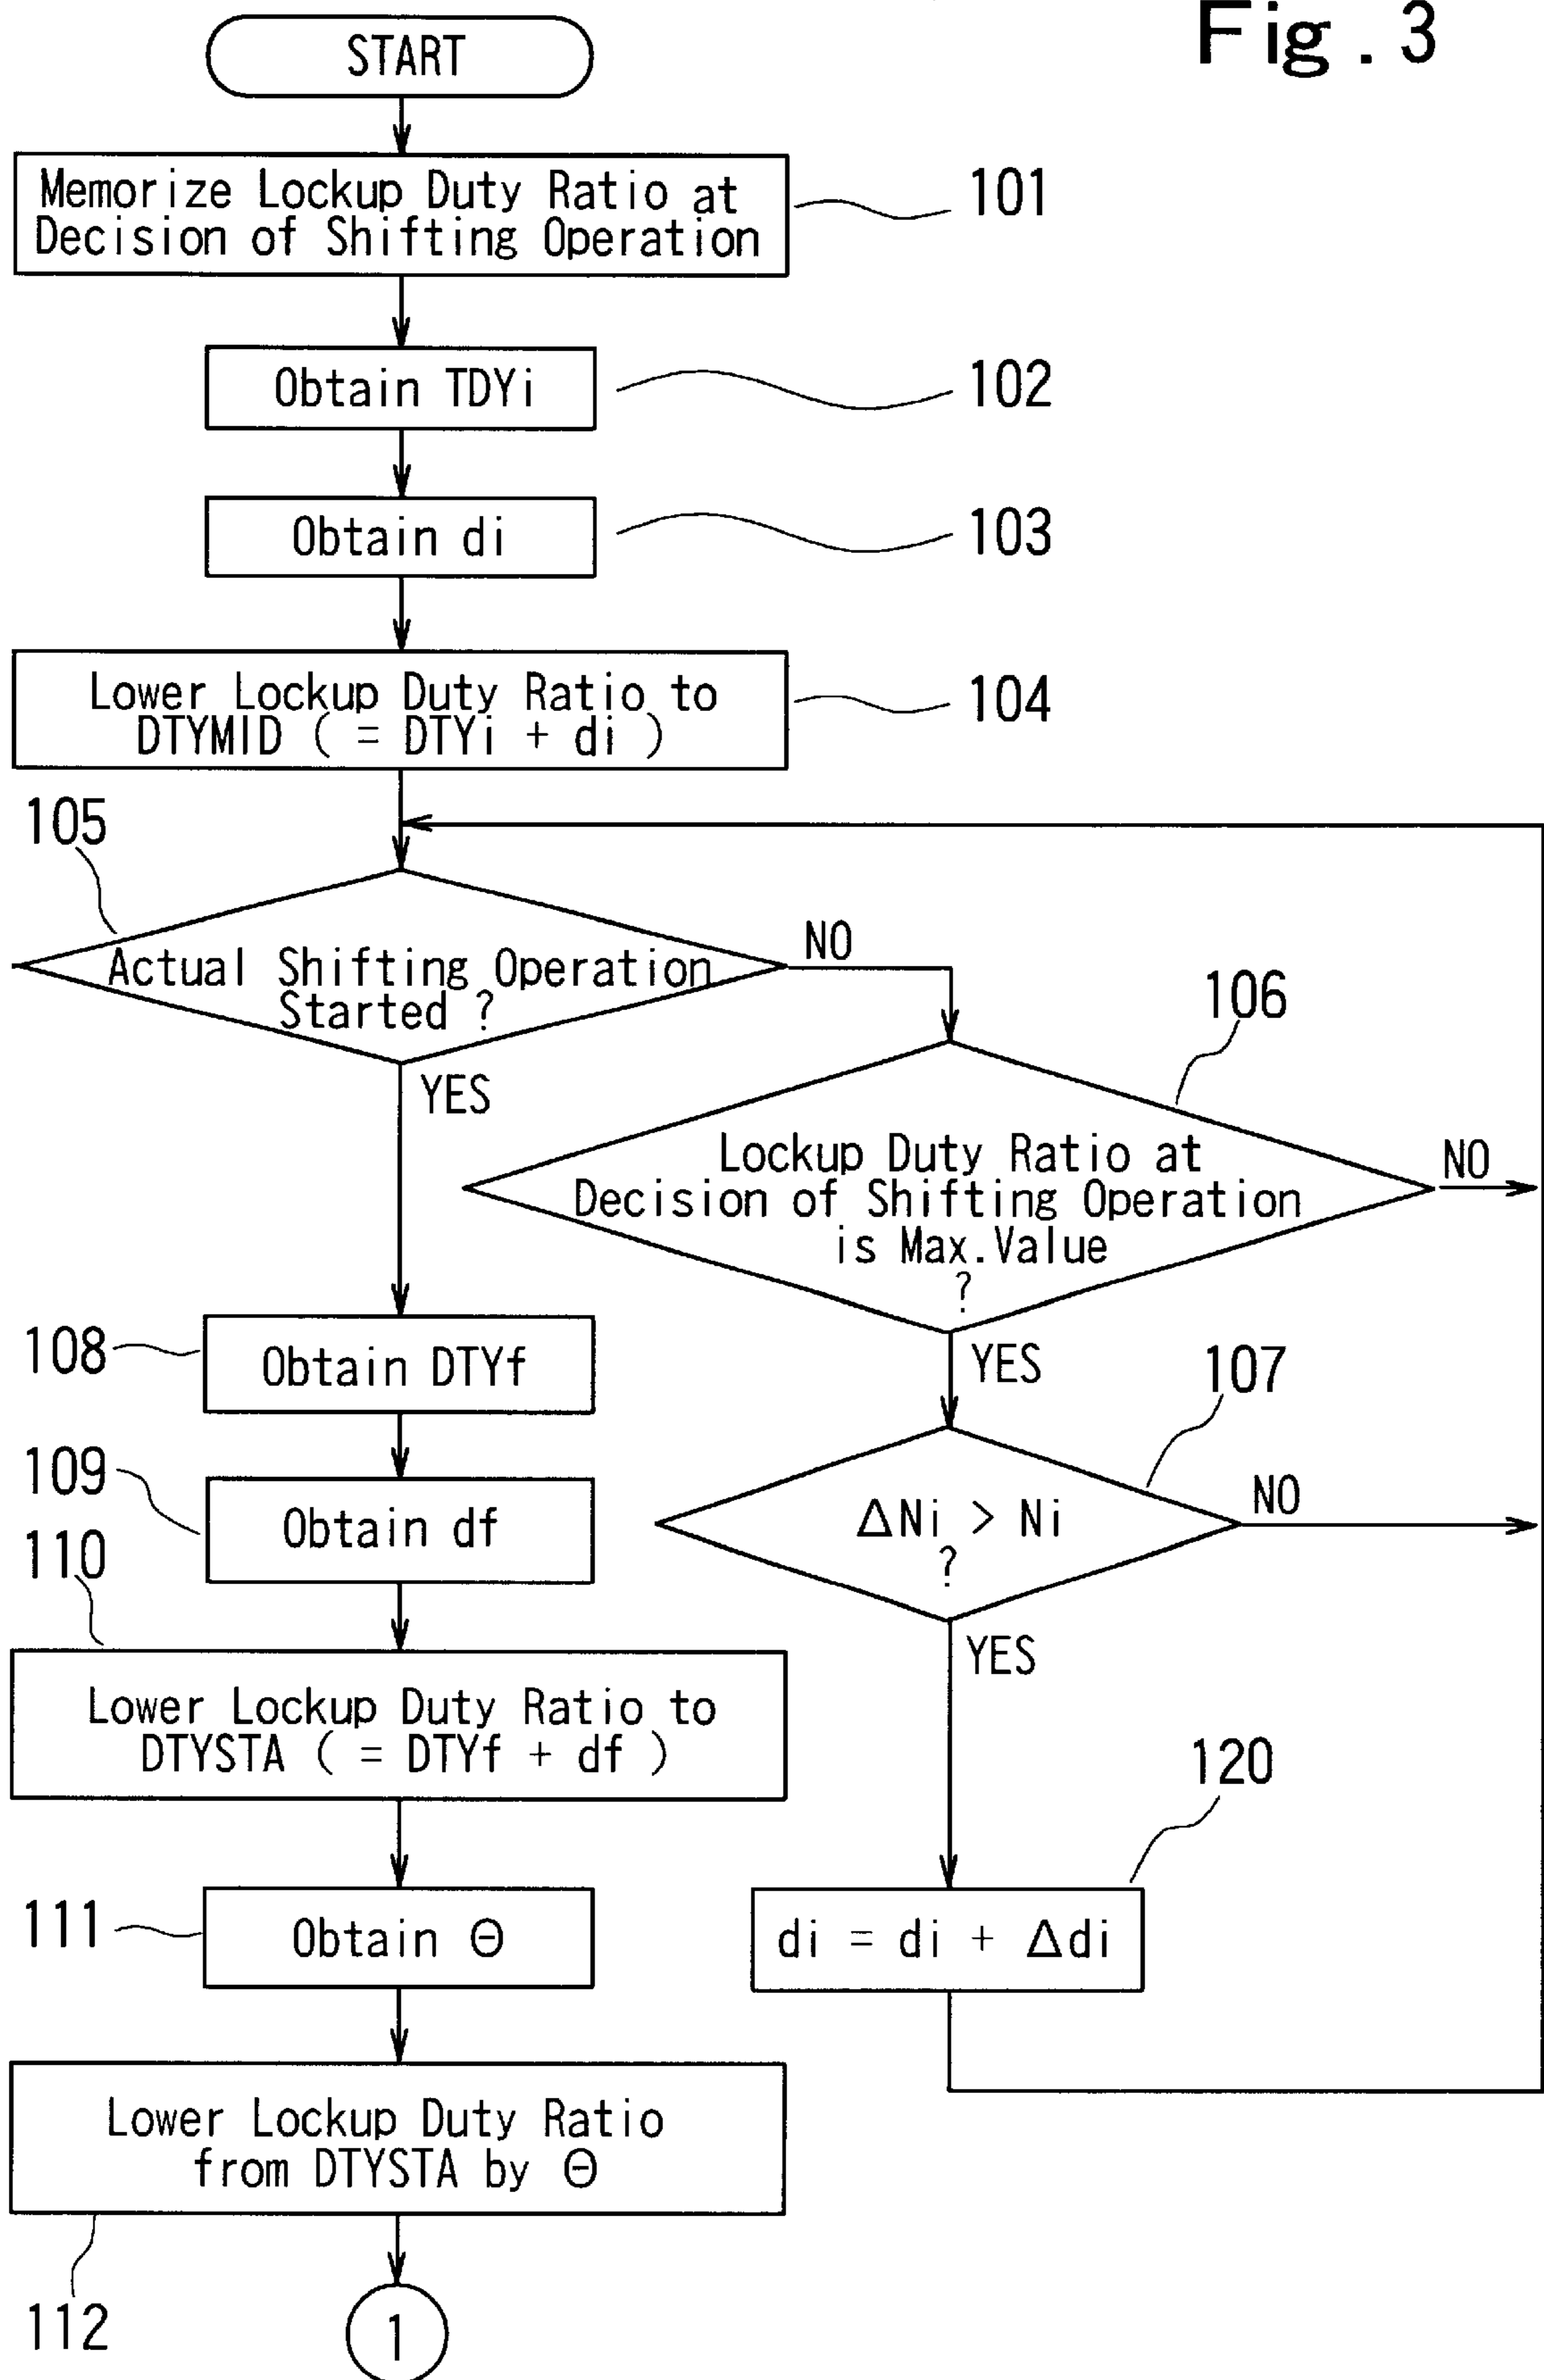 Fig. 3
START
Memorize Lockup Duty Ratio at
Decision of Shifting Operation
101
Obtain TDYi
102
Obtain di
103
Lower Lockup Duty Ratio to
DTYMID ( = DTYi + di )
104
105
Actual Shifting Operation
Started ?
NO
YES
106
Lockup Duty Ratio at
Decision of Shifting Operation
is Max.Value
?
NO
YES
107
ΔNi > Ni
?
NO
YES
108
Obtain DTYf
109
Obtain df
110
Lower Lockup Duty Ratio to
DTYSTA ( = DTYf + df )
120
di = di + Δdi
111
Obtain Θ
Lower Lockup Duty Ratio
from DTYSTA by Θ
112
1